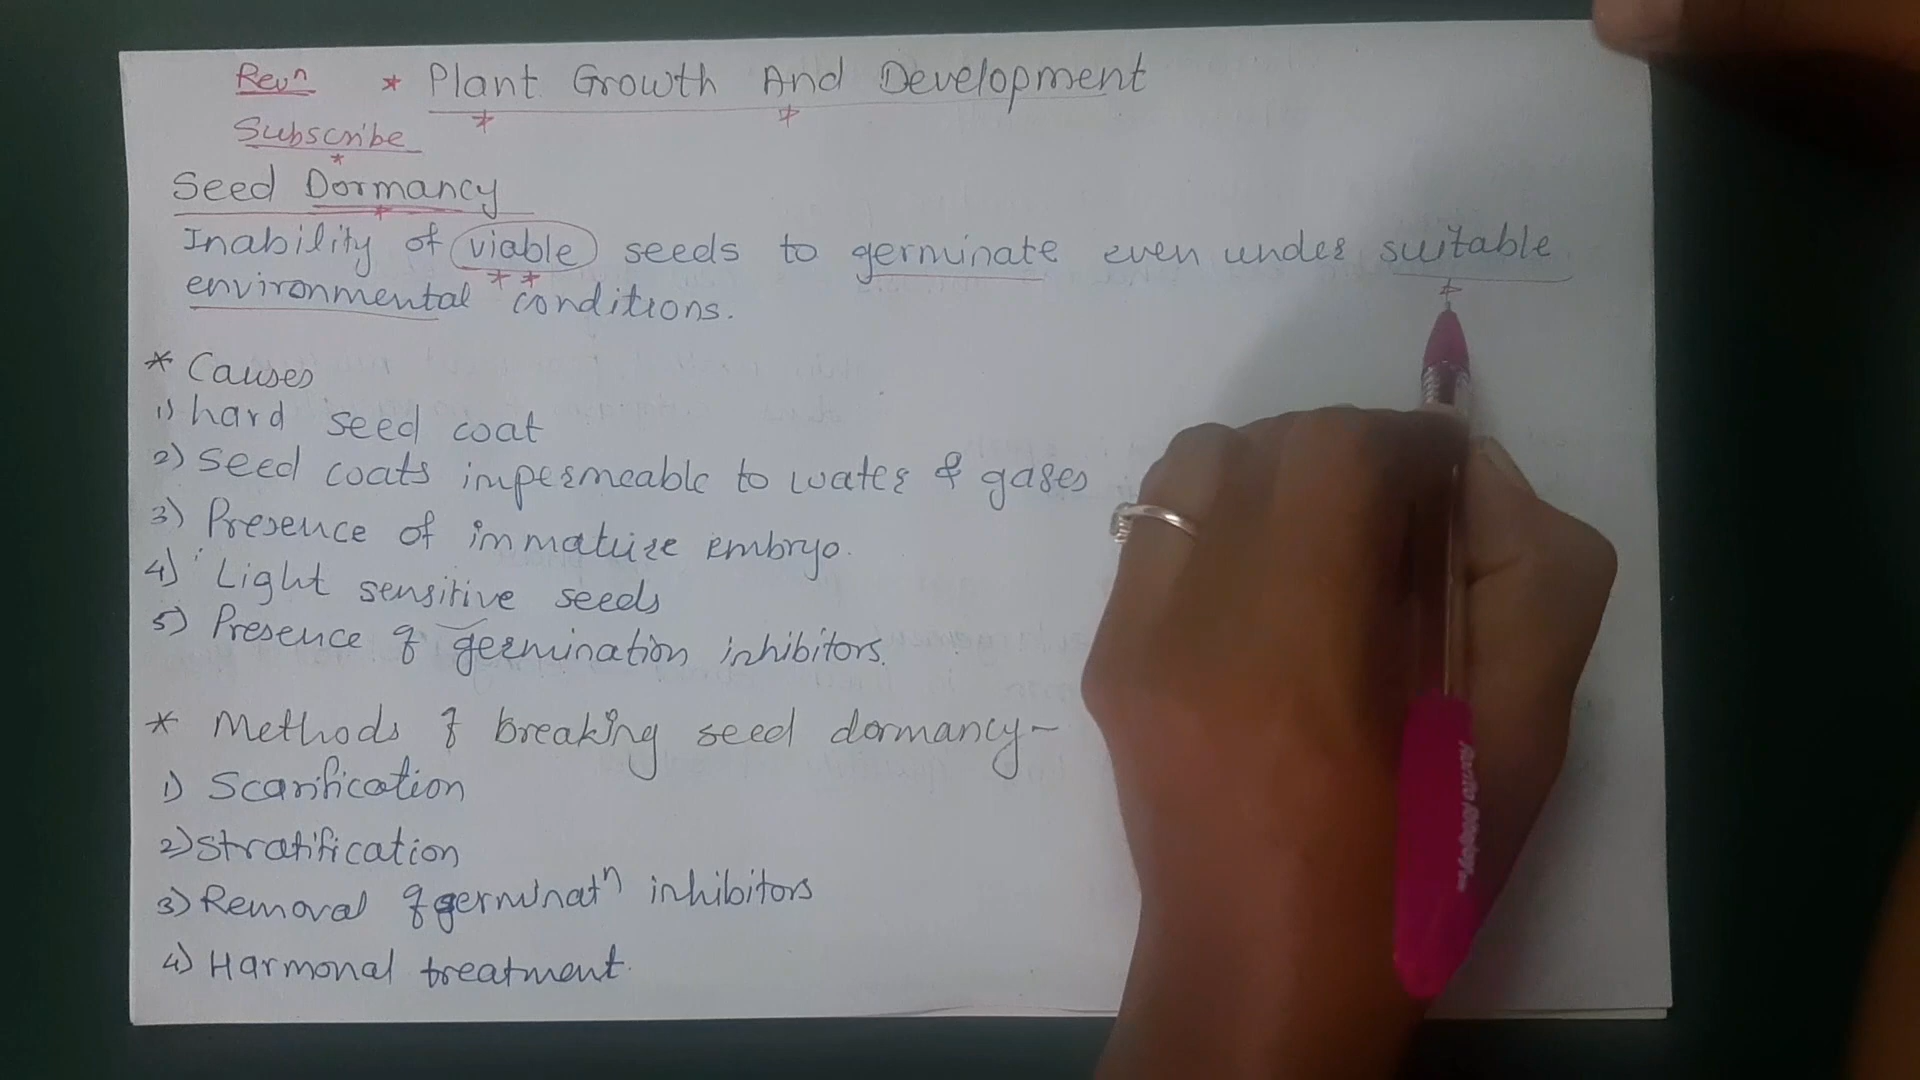 Revⁿ * Plant Growth And Development
Subscribe
Seed Dormancy
Inability of viable seeds to germinate even under suitable
environmental conditions.
* Causes
1) hard seed coat
2) Seed coats impermeable to water & gases
3) Presence of immature embryo.
4) Light sensitive seeds
5) Presence of germination inhibitors.
* Methods of breaking seed dormancy-
1) Scarification
2) Stratification
3) Removal of germinatⁿ inhibitors
4) Harmonal treatment.